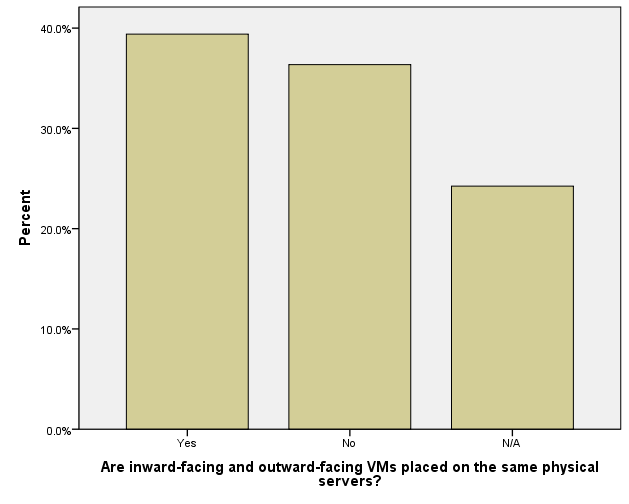 40.0%
30.0%
20.0%
10.0%
0.0%
Percent
Yes
No
N/A
Are inward-facing and outward-facing VMs placed on the same physical
servers?